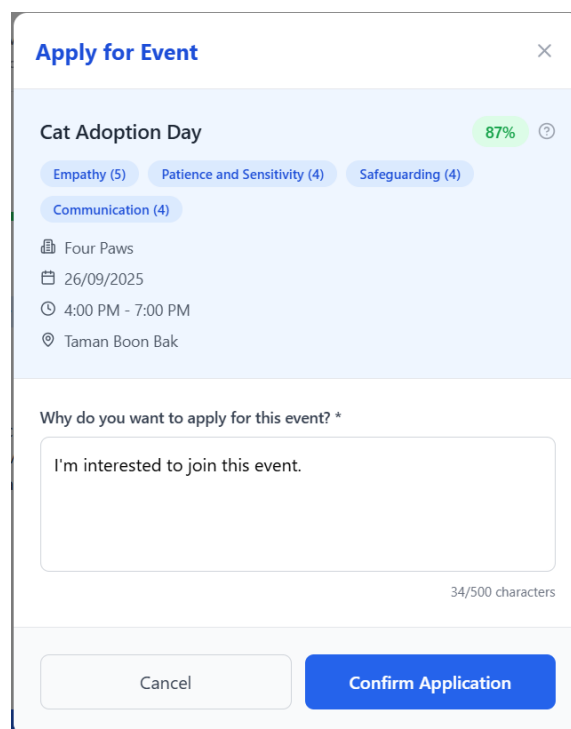 Apply for Event
Cat Adoption Day
87%
Empathy (5) Patience and Sensitivity (4) Safeguarding (4)
Communication (4)
Four Paws
26/09/2025
4:00 PM - 7:00 PM
Taman Boon Bak
Why do you want to apply for this event? *
I'm interested to join this event.
34/500 characters
Cancel Confirm Application